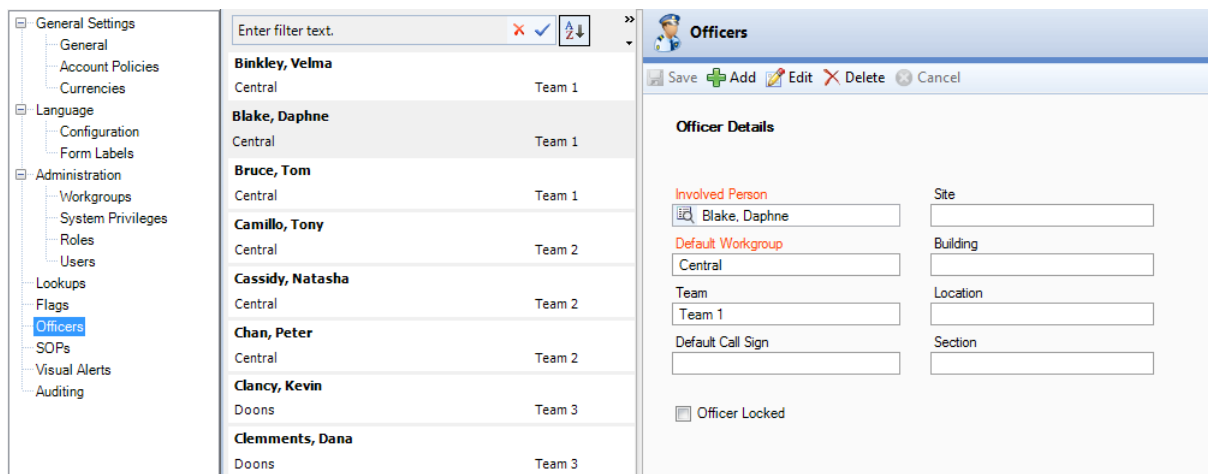 General Settings
General
Account Policies
Currencies
Language
Configuration
Form Labels
Administration
Workgroups
System Privileges
Roles
Users
Lookups
Flags
Officers
SOPs
Visual Alerts
Auditing
Enter filter text.
Binkley, Velma
Central Team 1
Blake, Daphne
Central Team 1
Bruce, Tom
Central Team 1
Camillo, Tony
Central Team 2
Cassidy, Natasha
Central Team 2
Chan, Peter
Central Team 2
Clancy, Kevin
Doons Team 3
Clemments, Dana
Doons Team 3
Officers
Save Add Edit Delete Cancel
Officer Details
Involved Person Site
Blake, Daphne
Default Workgroup Building
Central
Team Location
Team 1
Default Call Sign Section
Officer Locked